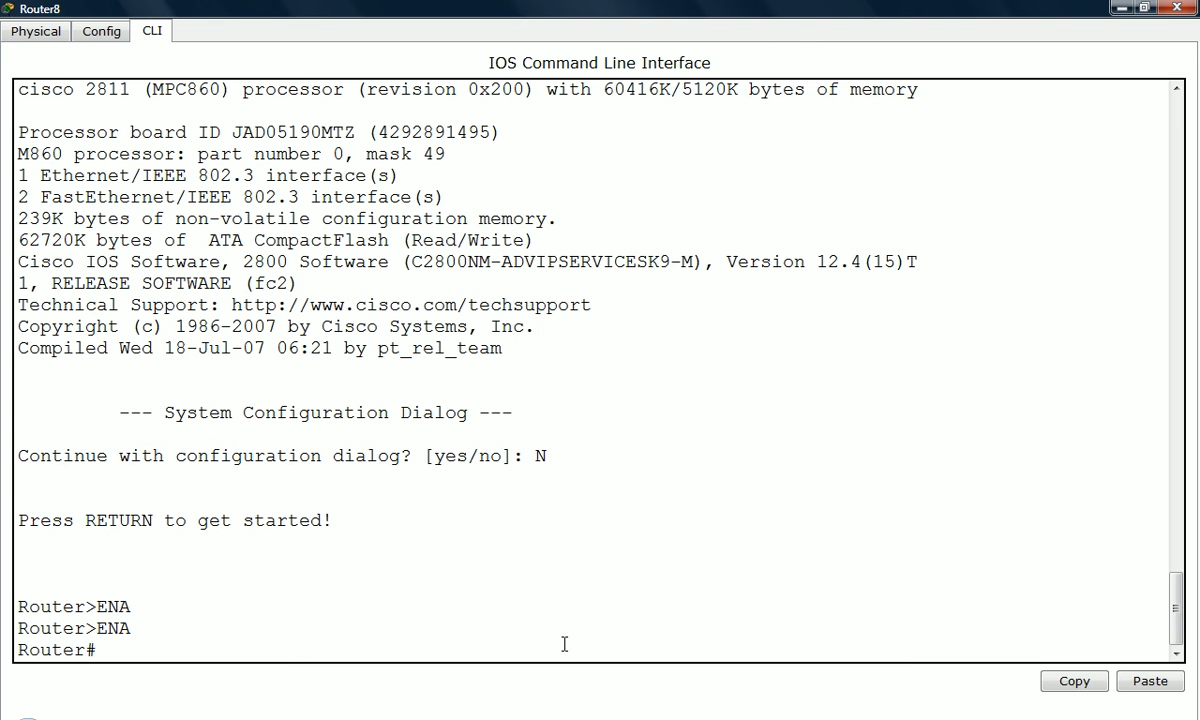 Router8
Physical Config CLI
IOS Command Line Interface
cisco 2811 (MPC860) processor (revision 0x200) with 60416K/5120K bytes of memory
Processor board ID JAD05190MTZ (4292891495)
M860 processor: part number 0, mask 49
1 Ethernet/IEEE 802.3 interface(s)
2 FastEthernet/IEEE 802.3 interface(s)
239K bytes of non-volatile configuration memory.
62720K bytes of  ATA CompactFlash (Read/Write)
Cisco IOS Software, 2800 Software (C2800NM-ADVIPSERVICESK9-M), Version 12.4(15)T
1, RELEASE SOFTWARE (fc2)
Technical Support: http://www.cisco.com/techsupport
Copyright (c) 1986-2007 by Cisco Systems, Inc.
Compiled Wed 18-Jul-07 06:21 by pt_rel_team
--- System Configuration Dialog ---
Continue with configuration dialog? [yes/no]: N
Press RETURN to get started!
Router>ENA
Router>ENA
Router#
Copy Paste